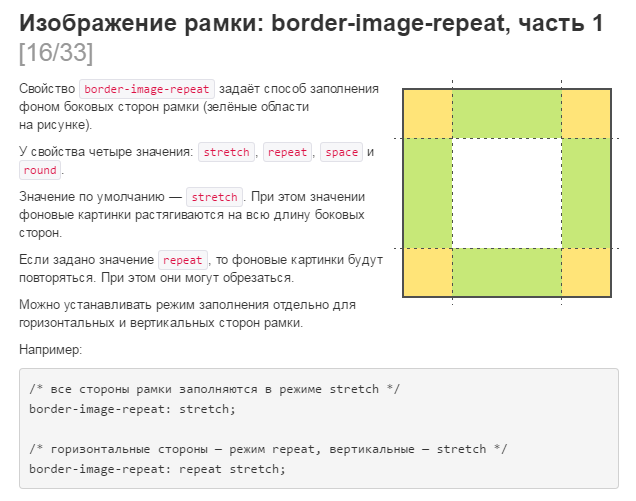 Изображение рамки: border-image-repeat, часть 1
[16/33]
Свойство border-image-repeat задаёт способ заполнения
фоном боковых сторон рамки (зелёные области
на рисунке).
У свойства четыре значения: stretch, repeat, space и
round.
Значение по умолчанию — stretch. При этом значении
фоновые картинки растягиваются на всю длину боковых
сторон.
Если задано значение repeat, то фоновые картинки будут
повторяться. При этом они могут обрезаться.
Можно устанавливать режим заполнения отдельно для
горизонтальных и вертикальных сторон рамки.
Например:
/* все стороны рамки заполняются в режиме stretch */
border-image-repeat: stretch;
/* горизонтальные стороны — режим repeat, вертикальные — stretch */
border-image-repeat: repeat stretch;